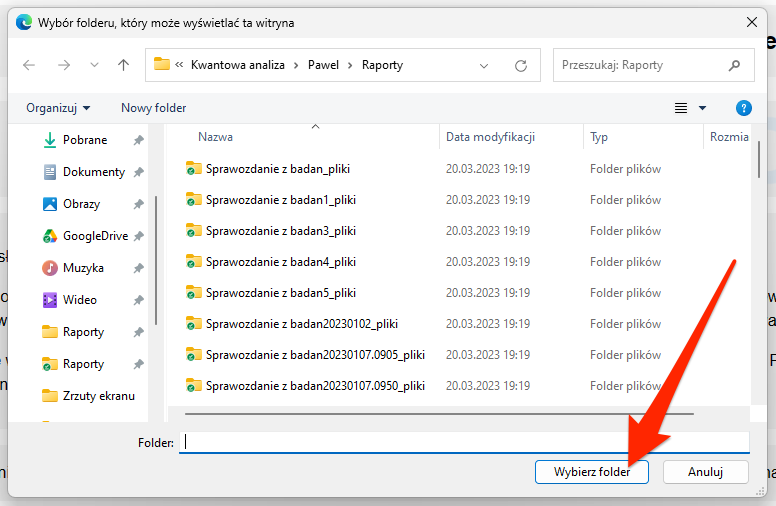 Wybór folderu, który może wyświetlać ta witryna
« Kwantowa analiza > Pawel > Raporty
Przeszukaj: Raporty
Organizuj
Nowy folder
Nazwa Data modyfikacji Typ Rozmia
Pobrane
Dokumenty
Obrazy
GoogleDrive
Muzyka
Wideo
Raporty
Raporty
Zrzuty ekranu
Sprawozdanie z badan_pliki 20.03.2023 19:19 Folder plików
Sprawozdanie z badan1_pliki 20.03.2023 19:19 Folder plików
Sprawozdanie z badan3_pliki 20.03.2023 19:19 Folder plików
Sprawozdanie z badan4_pliki 20.03.2023 19:19 Folder plików
Sprawozdanie z badan5_pliki 20.03.2023 19:19 Folder plików
Sprawozdanie z badan20230102_pliki 20.03.2023 19:19 Folder plików
Sprawozdanie z badan20230107.0905_pliki 20.03.2023 19:19 Folder plików
Sprawozdanie z badan20230107.0950_pliki 20.03.2023 19:19 Folder plików
Folder:
Wybierz folder
Anuluj